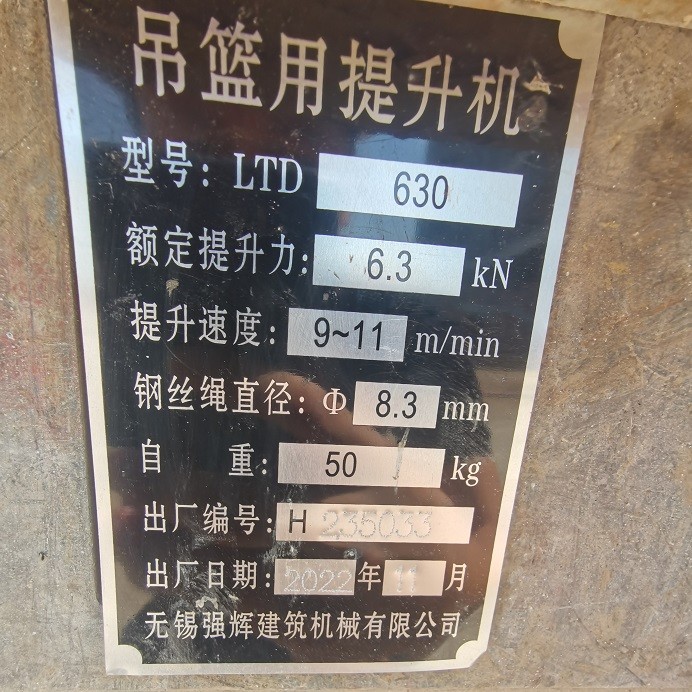 吊篮用提升机
型号: LTD 630
额定提升力: 6.3 kN
提升速度: 9~11 m/min
钢丝绳直径: Φ 8.3 mm
自 重: 50 kg
出厂编号: H 235033
出厂日期: 2022年11月
无锡强辉建筑机械有限公司